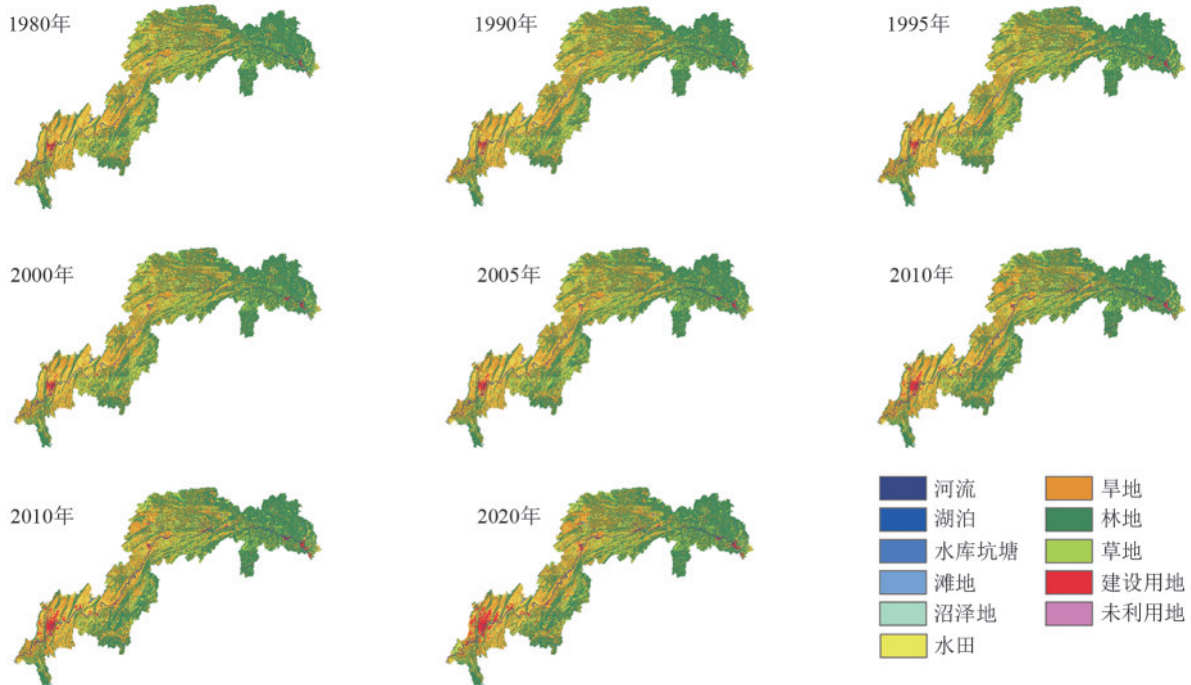 1980年
1990年
1995年
2000年
2005年
2010年
2010年
2020年
河流
湖泊
水库坑塘
滩地
沼泽地
水田
旱地
林地
草地
建设用地
未利用地